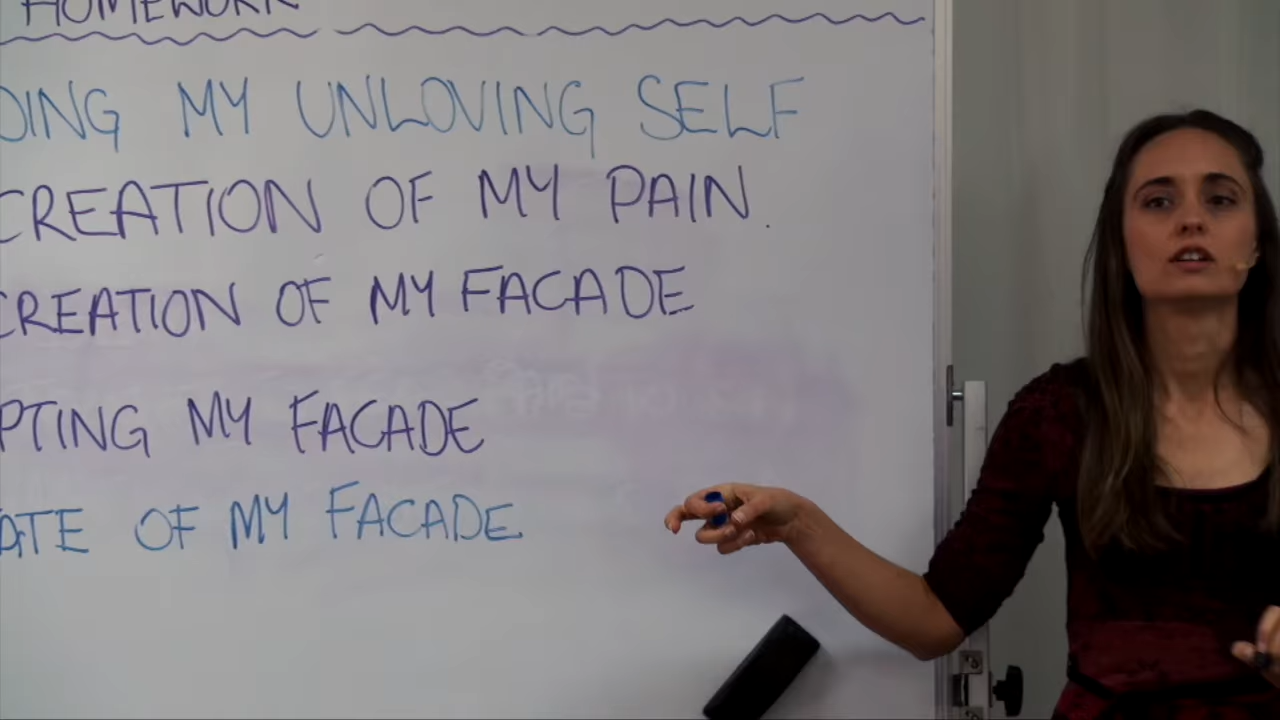 HOMEWORK
DING MY UNLOVING SELF
CREATION OF MY PAIN.
CREATION OF MY FACADE
PTING MY FACADE
ATE OF MY FACADE